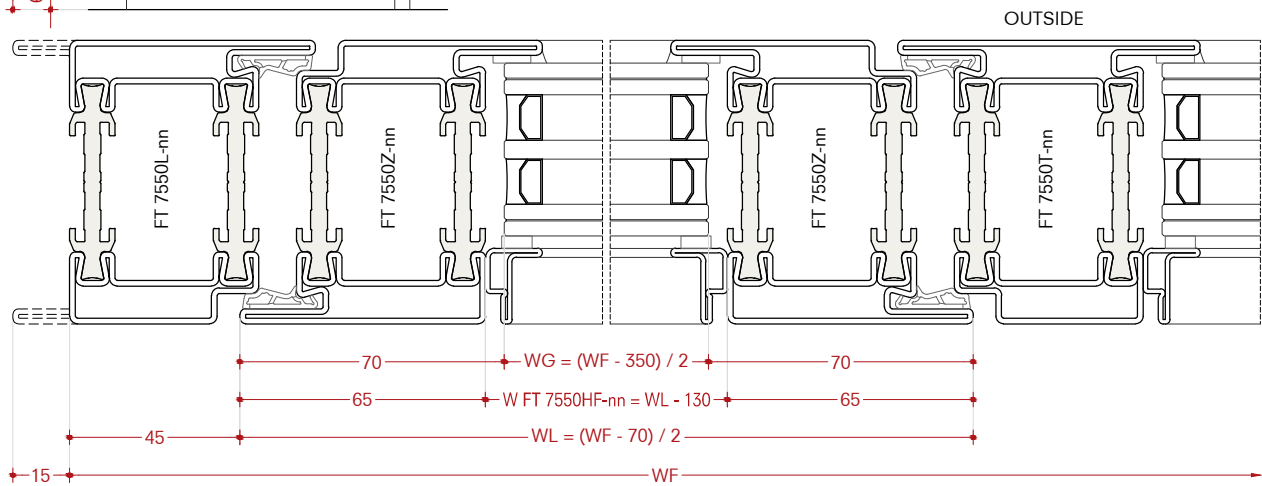 OUTSIDE
FT 7550L-nn
FT 7550Z-nn
FT 7550Z-nn
FT 7550T-nn
70
WG = (WF - 350) / 2
70
65
W FT 7550HF-nn = WL - 130
65
45
WL = (WF - 70) / 2
15
WF